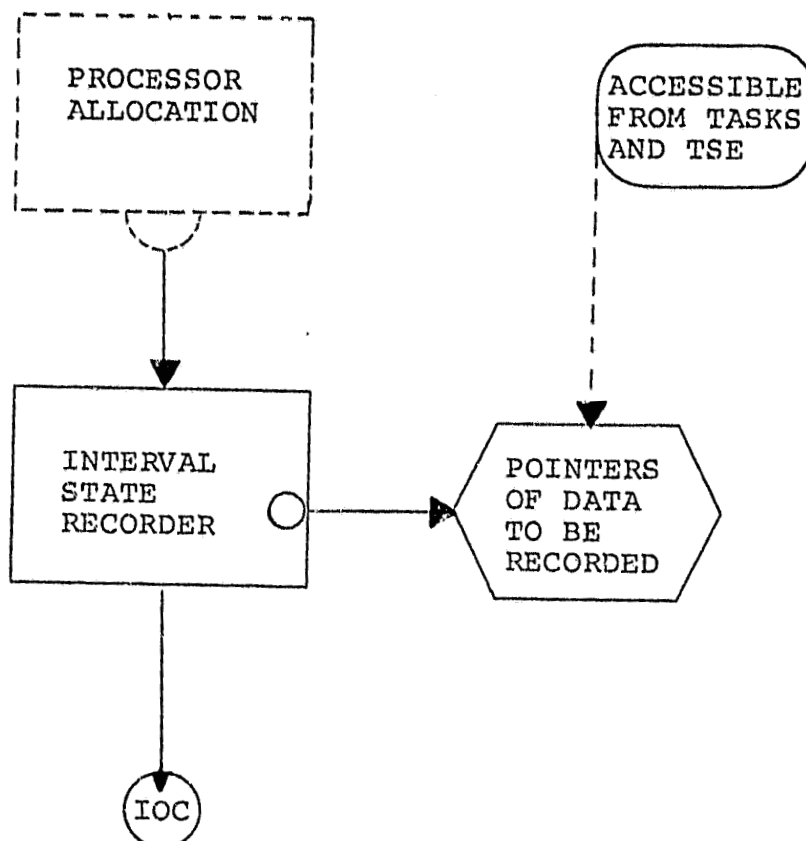 PROCESSOR
ALLOCATION
ACCESSIBLE
FROM TASKS
AND TSE
INTERVAL
STATE
RECORDER
POINTERS
OF DATA
TO BE
RECORDED
IOC